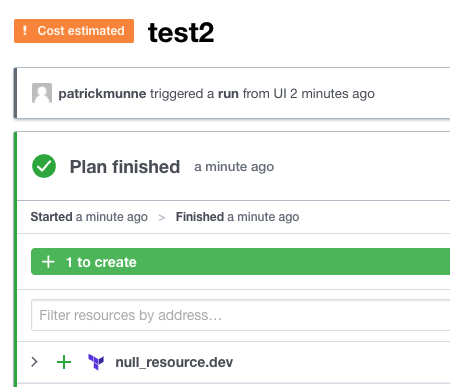 ! Cost estimated test2
patrickmunne triggered a run from UI 2 minutes ago
Plan finished a minute ago
Started a minute ago > Finished a minute ago
+ 1 to create
Filter resources by address…
> + null_resource.dev